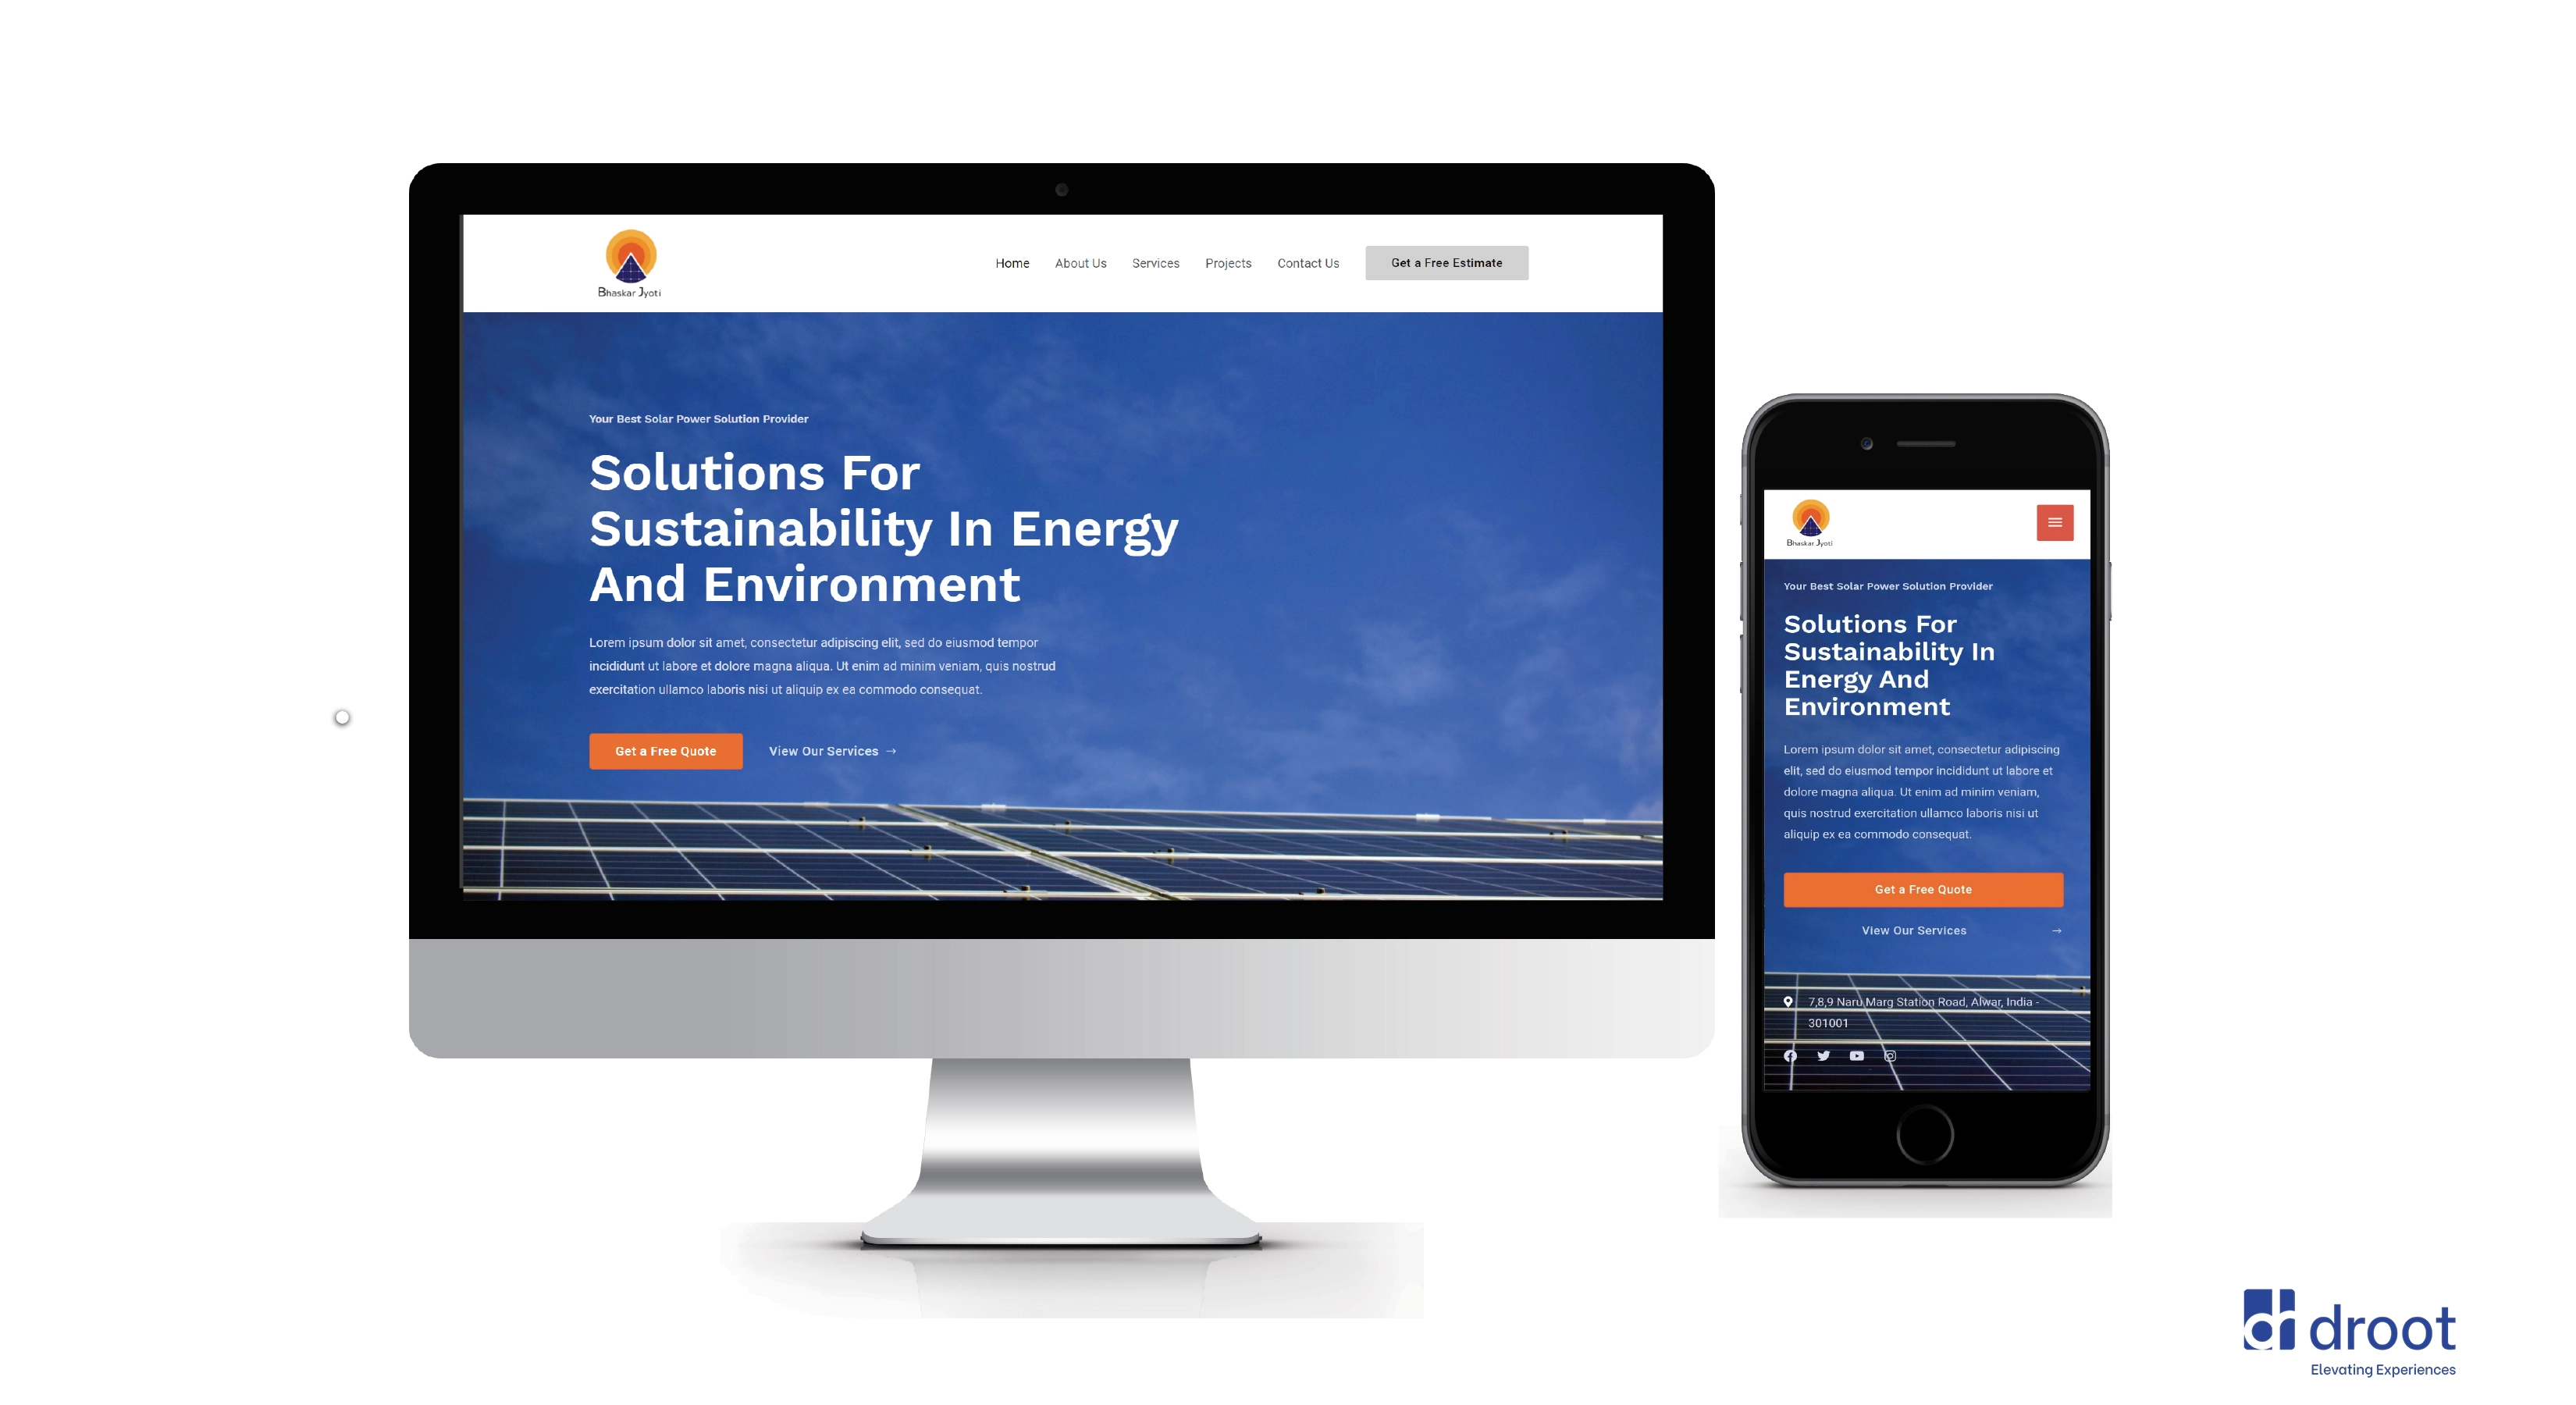 Bhaskar Jyoti
Home
About Us
Services
Projects
Contact Us
Get a Free Estimate
Your Best Solar Power Solution Provider
Solutions For
Sustainability In Energy
And Environment
Lorem ipsum dolor sit amet, consectetur adipiscing elit, sed do eiusmod tempor
incididunt ut labore et dolore magna aliqua. Ut enim ad minim veniam, quis nostrud
exercitation ullamco laboris nisi ut aliquip ex ea commodo consequat.
Get a Free Quote
View Our Services →
Bhaskar Jyoti
Your Best Solar Power Solution Provider
Solutions For
Sustainability In
Energy And
Environment
Lorem ipsum dolor sit amet, consectetur adipiscing
elit, sed do eiusmod tempor incididunt ut labore et
dolore magna aliqua. Ut enim ad minim veniam,
quis nostrud exercitation ullamco laboris nisi ut
aliquip ex ea commodo consequat.
Get a Free Quote
View Our Services →
7,8,9 Naru Marg Station Road, Alwar, India -
301001
dr droot
Elevating Experiences